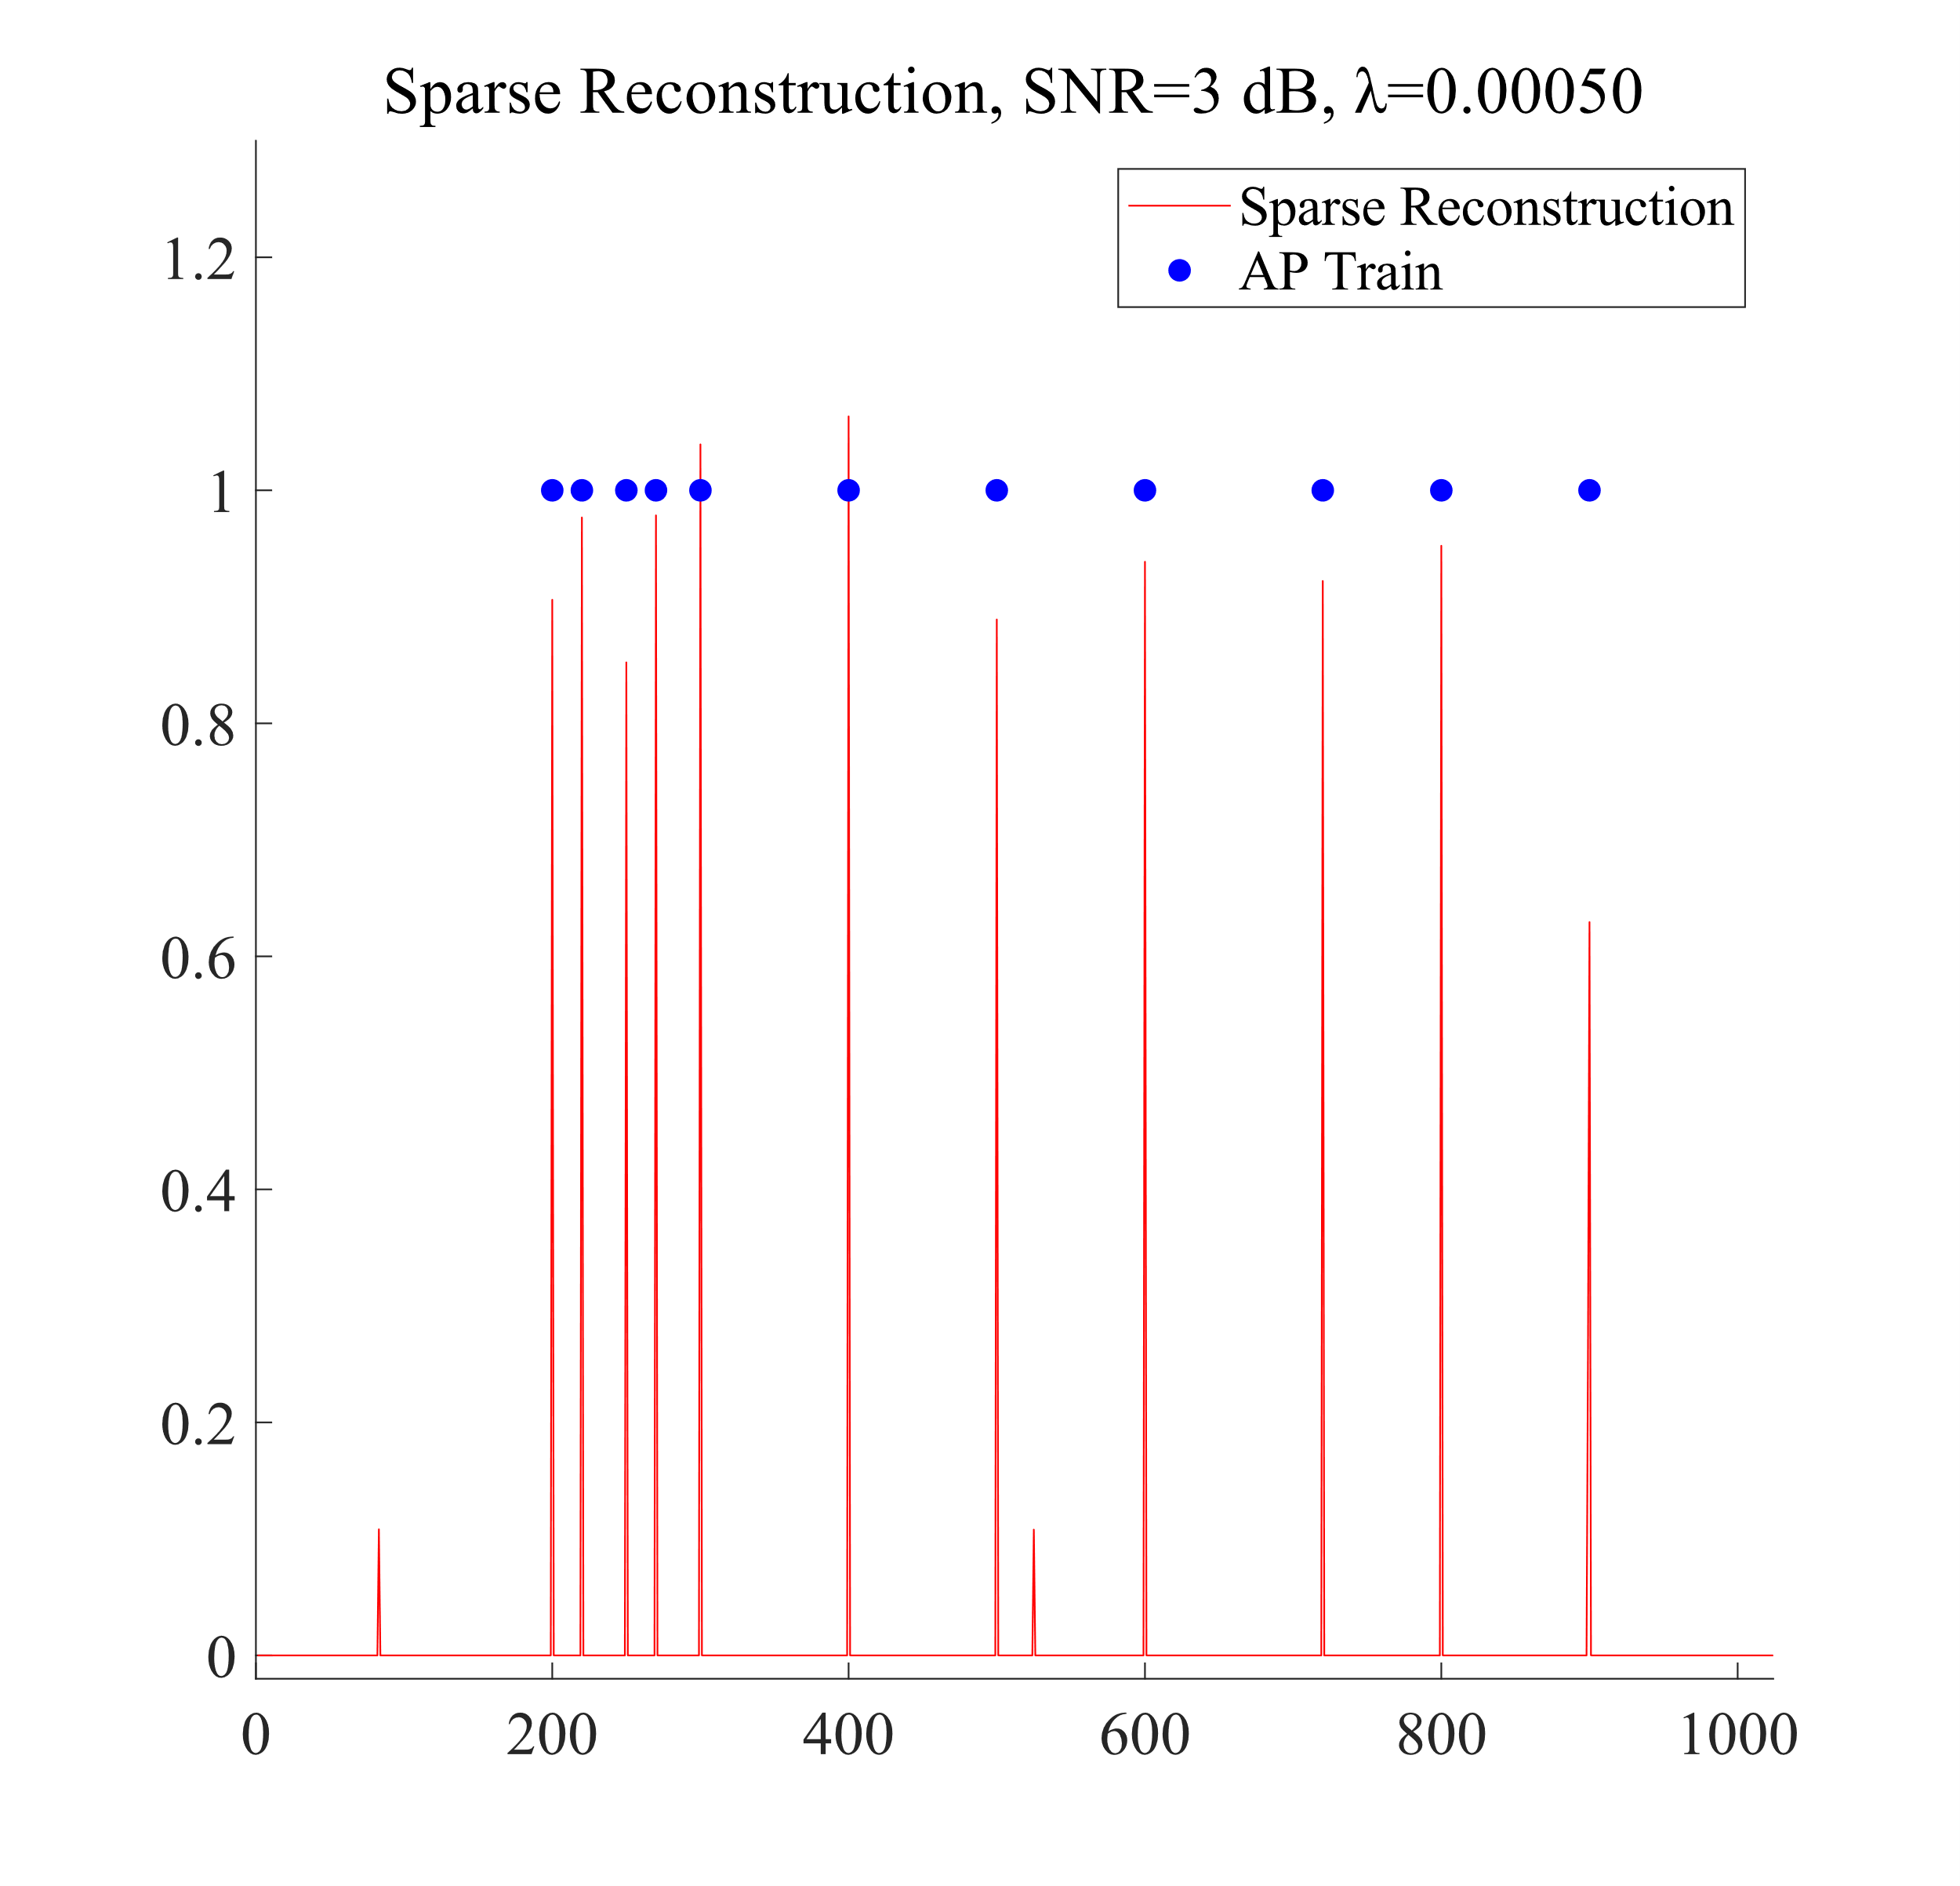 Sparse Reconstruction, SNR=3 dB, λ=0.00050
Sparse Reconstruction
AP Train
1.2
1
0.8
0.6
0.4
0.2
0
0 200 400 600 800 1000